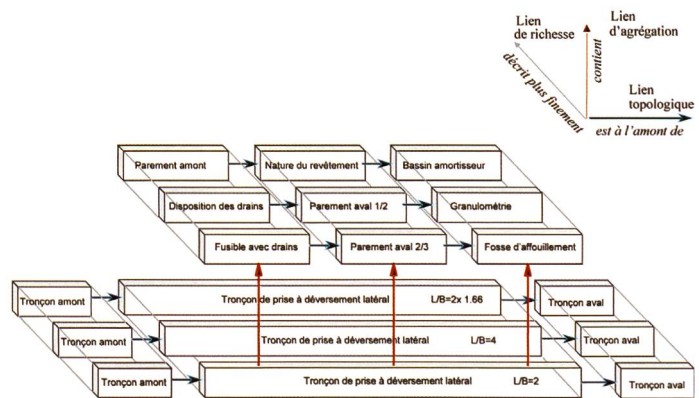 Lien
de richesse
Lien
d'agrégation
contient
décrit plus finement
Lien
topologique
est à l'amont de
Parement amont
Nature du revêtement
Bassin amortisseur
Disposition des drains
Parement aval 1/2
Granulométrie
Fusible avec drains
Parement aval 2/3
Fosse d'affouillement
Tronçon amont
Tronçon de prise à déversement latéral L/B=2x 1.66
Tronçon aval
Tronçon amont
Tronçon de prise à déversement latéral L/B=4
Tronçon aval
Tronçon amont
Tronçon de prise à déversement latéral L/B=2
Tronçon aval